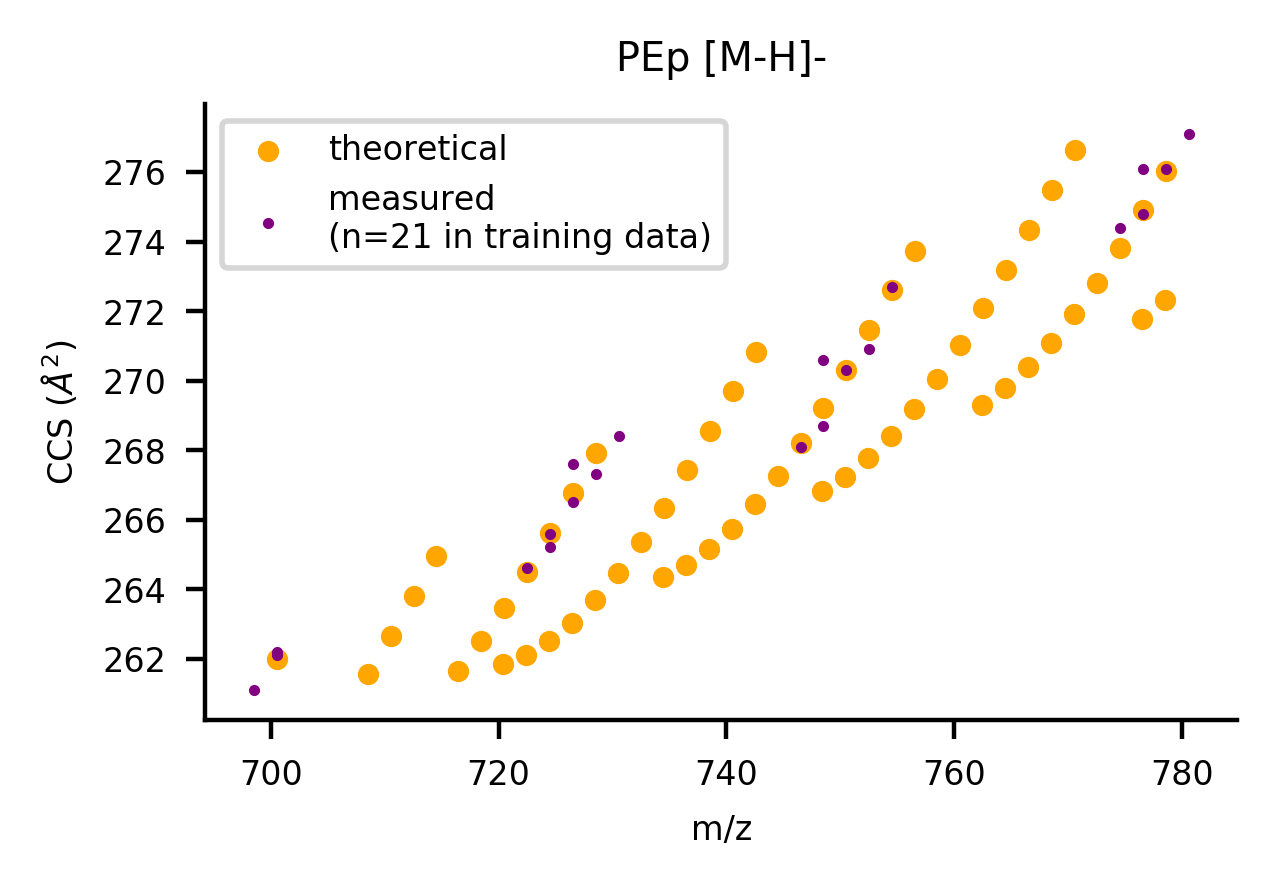 PEp [M-H]-
theoretical
measured
(n=21 in training data)
276
274
272
270
268
266
264
262
CCS (Å²)
700 720 740 760 780
m/z